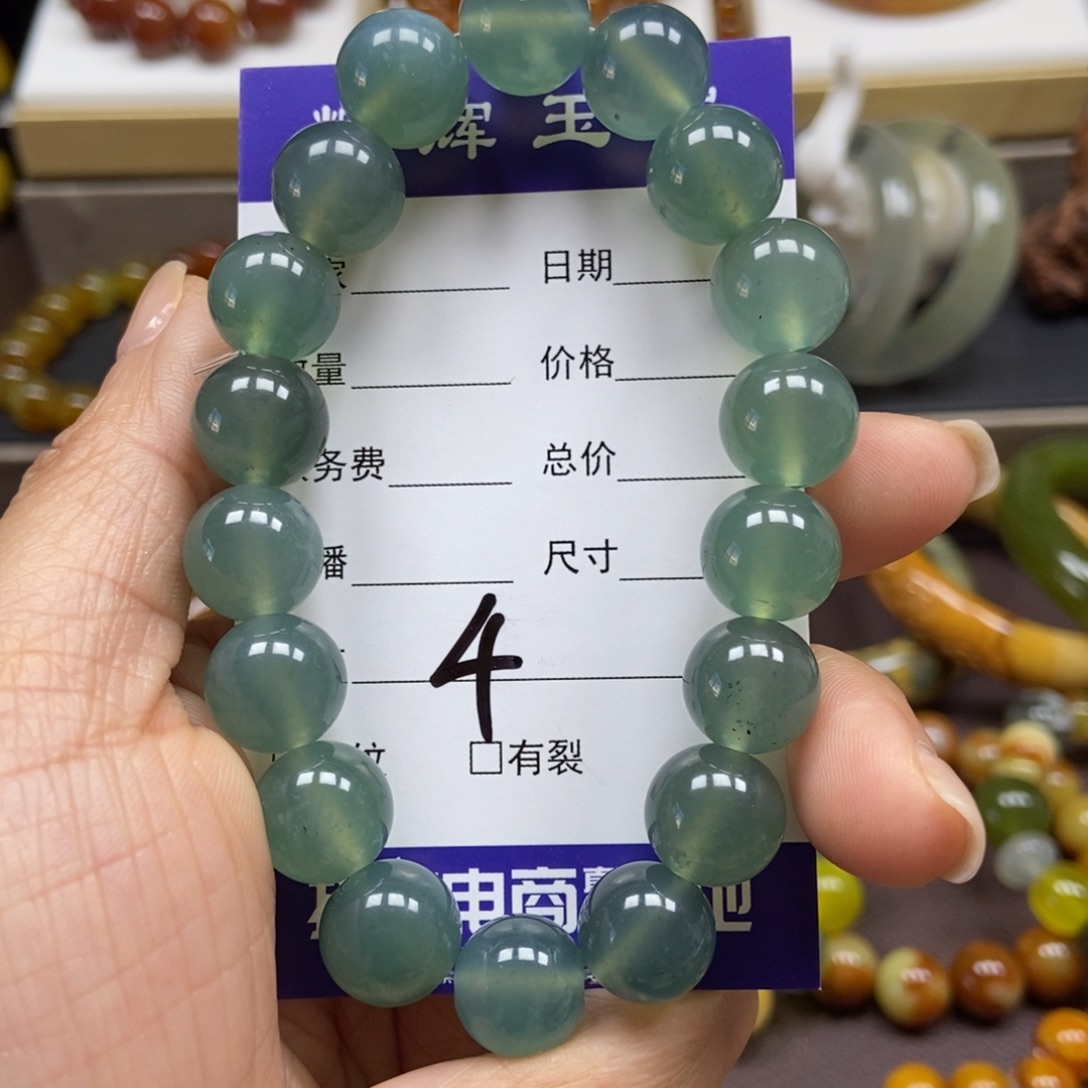 辉玉
日期
量 价格
务费 总价
播 尺寸
4
纹 □有裂
电商